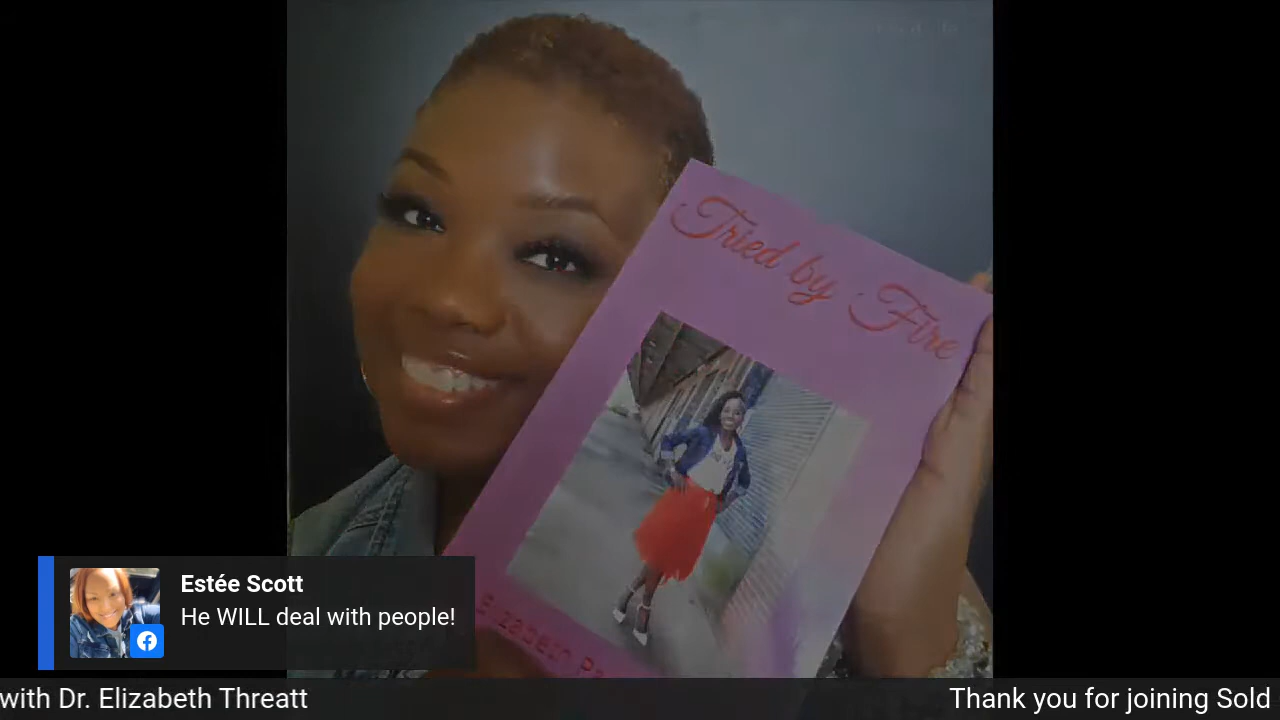 Tried by Fire
Estée Scott
He WILL deal with people!
with Dr. Elizabeth Threatt
Thank you for joining Sold